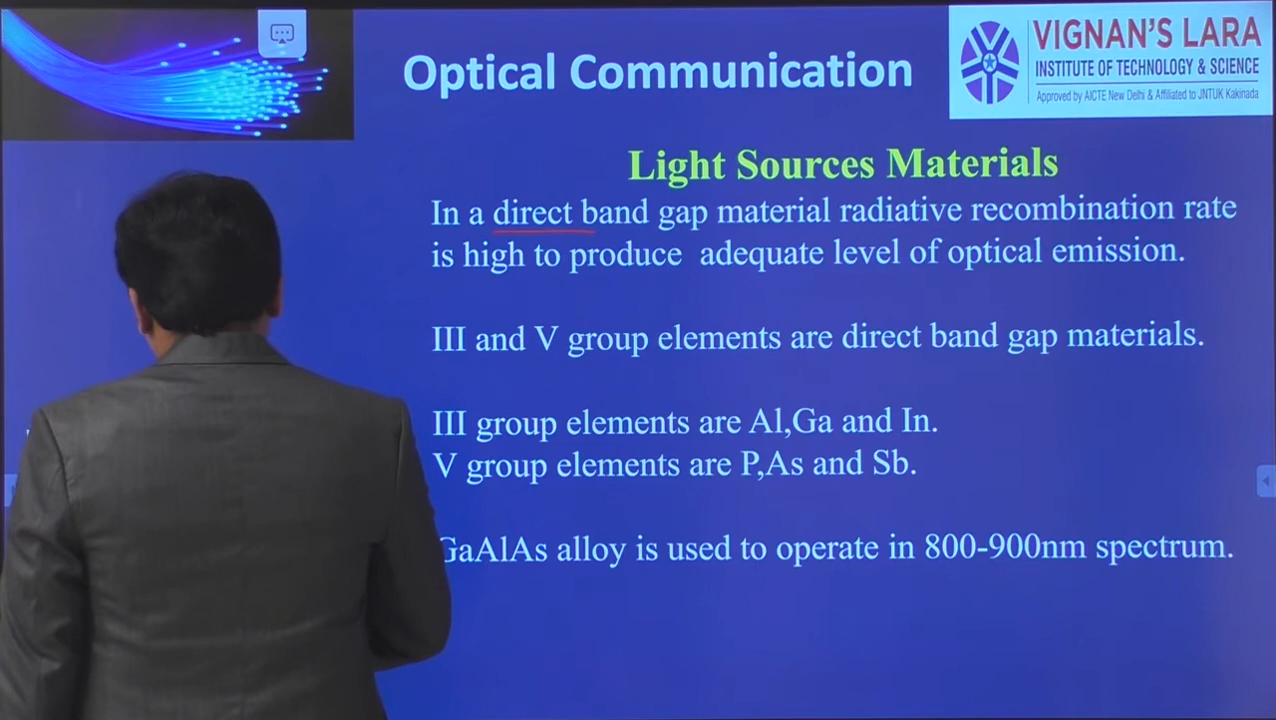 Optical Communication
VIGNAN'S LARA
INSTITUTE OF TECHNOLOGY & SCIENCE
Approved by AICTE New Delhi & Affiliated to JNTUK Kakinada
Light Sources Materials
In a direct band gap material radiative recombination rate
is high to produce adequate level of optical emission.
III and V group elements are direct band gap materials.
III group elements are Al,Ga and In.
V group elements are P,As and Sb.
GaAlAs alloy is used to operate in 800-900nm spectrum.